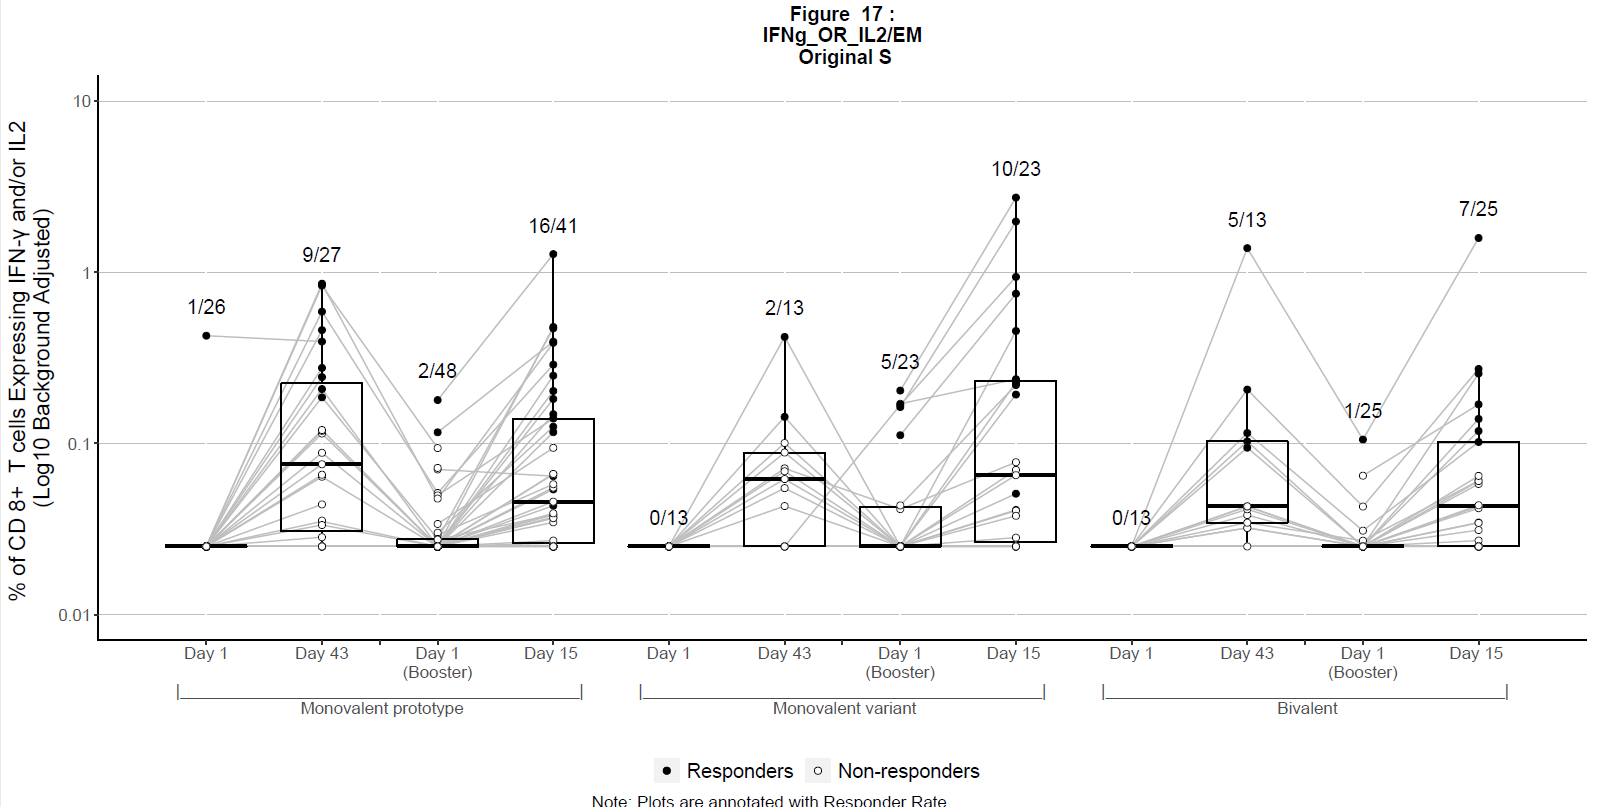 Figure 17 :
IFNg_OR_IL2/EM
Original S
% of CD 8+ T cells Expressing IFN-γ and/or IL2
(Log10 Background Adjusted)
10
1
0.1
0.01
1/26
9/27
2/48
16/41
0/13
2/13
5/23
10/23
0/13
5/13
1/25
7/25
Day 1
Day 43
Day 1
(Booster)
Day 15
Day 1
Day 43
Day 1
(Booster)
Day 15
Day 1
Day 43
Day 1
(Booster)
Day 15
Monovalent prototype
Monovalent variant
Bivalent
Responders
Non-responders
Note: Plots are annotated with Responder Rate